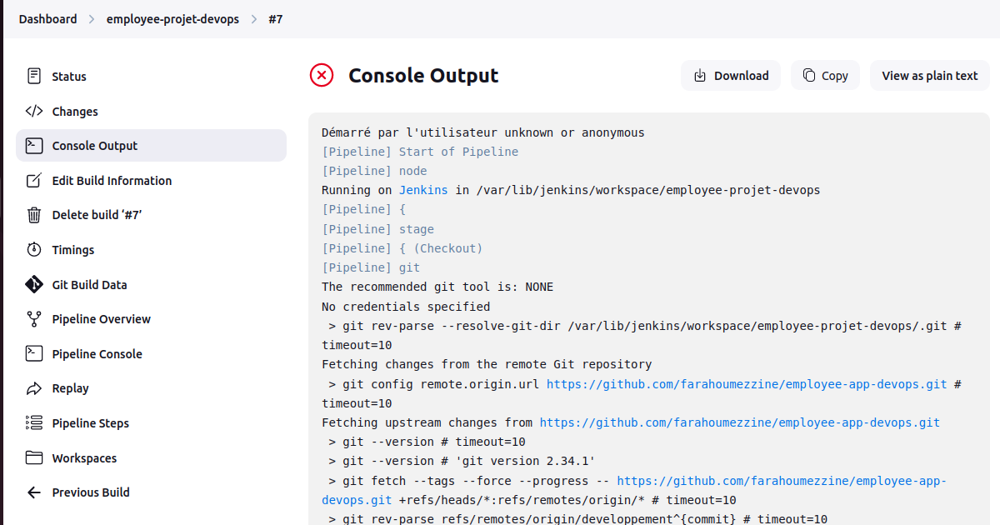 Dashboard > employee-projet-devops > #7
Status
Changes
Console Output
Edit Build Information
Delete build ‘#7’
Timings
Git Build Data
Pipeline Overview
Pipeline Console
Replay
Pipeline Steps
Workspaces
Previous Build
Console Output
Download
Copy
View as plain text
Démarré par l'utilisateur unknown or anonymous
[Pipeline] Start of Pipeline
[Pipeline] node
Running on Jenkins in /var/lib/jenkins/workspace/employee-projet-devops
[Pipeline] {
[Pipeline] stage
[Pipeline] { (Checkout)
[Pipeline] git
The recommended git tool is: NONE
No credentials specified
 > git rev-parse --resolve-git-dir /var/lib/jenkins/workspace/employee-projet-devops/.git #
timeout=10
Fetching changes from the remote Git repository
 > git config remote.origin.url https://github.com/farahoumezzine/employee-app-devops.git #
timeout=10
Fetching upstream changes from https://github.com/farahoumezzine/employee-app-devops.git
 > git --version # timeout=10
 > git --version # 'git version 2.34.1'
 > git fetch --tags --force --progress -- https://github.com/farahoumezzine/employee-app-
devops.git +refs/heads/*:refs/remotes/origin/* # timeout=10
 > git rev-parse refs/remotes/origin/developpement^{commit} # timeout=10